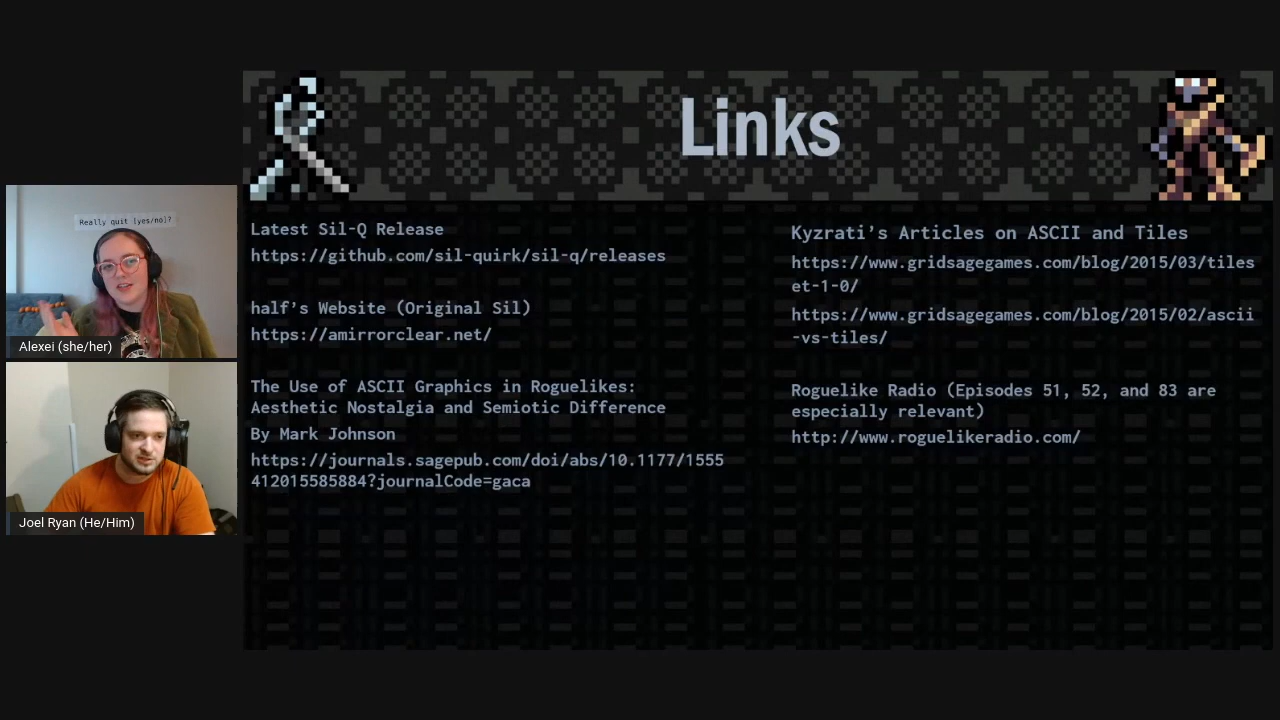 Links
Really quit [yes/no]?
Alexei (she/her)
Joel Ryan (He/Him)
Latest Sil-Q Release
https://github.com/sil-quirk/sil-q/releases
half’s Website (Original Sil)
https://amirrorclear.net/
The Use of ASCII Graphics in Roguelikes:
Aesthetic Nostalgia and Semiotic Difference
By Mark Johnson
https://journals.sagepub.com/doi/abs/10.1177/1555
412015585884?journalCode=gaca
Kyzrati’s Articles on ASCII and Tiles
https://www.gridsagegames.com/blog/2015/03/tiles
et-1-0/
https://www.gridsagegames.com/blog/2015/02/ascii
-vs-tiles/
Roguelike Radio (Episodes 51, 52, and 83 are
especially relevant)
http://www.roguelikeradio.com/